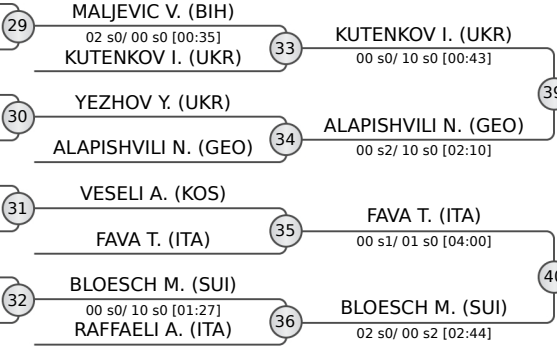 MALJEVIC V. (BIH)
29
02 s0/ 00 s0 [00:35]
KUTENKOV I. (UKR)
33
KUTENKOV I. (UKR)
00 s0/ 10 s0 [00:43]
39
YEZHOV Y. (UKR)
30
ALAPISHVILI N. (GEO)
34
ALAPISHVILI N. (GEO)
00 s2/ 10 s0 [02:10]
VESELI A. (KOS)
31
FAVA T. (ITA)
35
FAVA T. (ITA)
00 s1/ 01 s0 [04:00]
40
BLOESCH M. (SUI)
32
00 s0/ 10 s0 [01:27]
RAFFAELI A. (ITA)
36
BLOESCH M. (SUI)
02 s0/ 00 s2 [02:44]